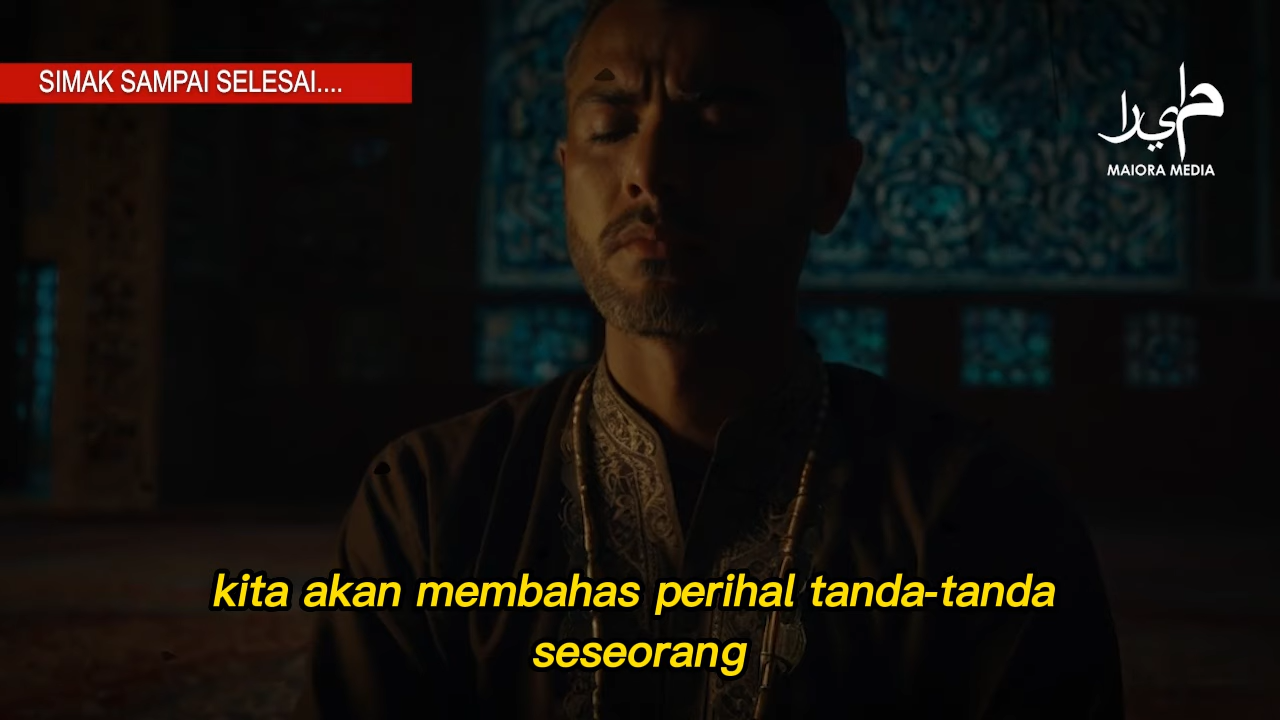 SIMAK SAMPAI SELESAI....
مايورا
MAIORA MEDIA
kita akan membahas perihal tanda-tanda
seseorang